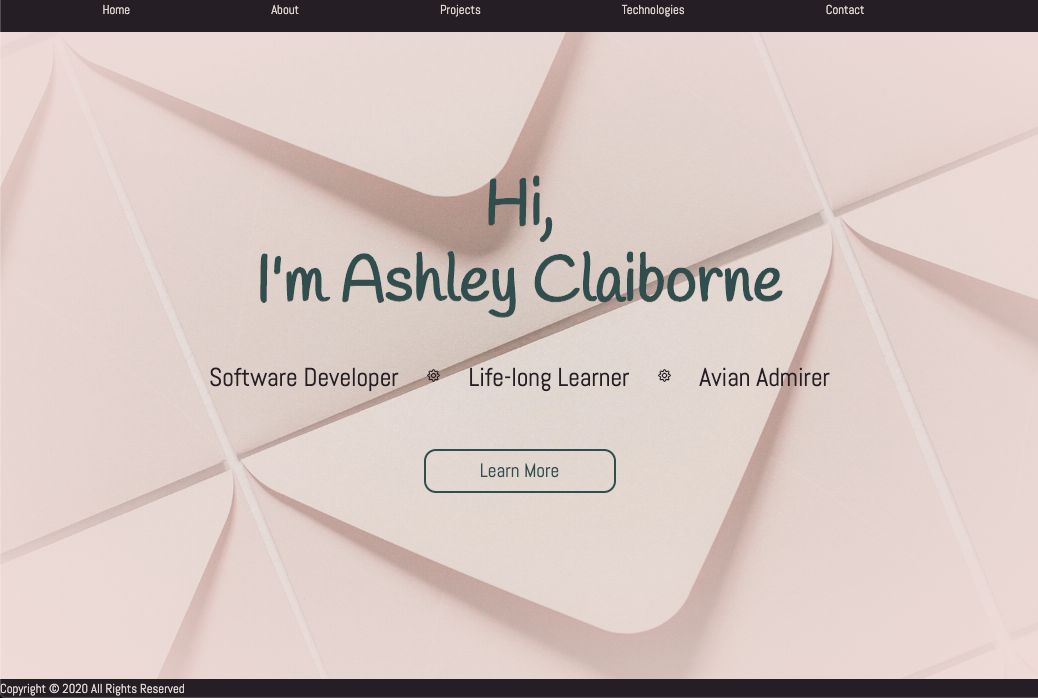 Home About Projects Technologies Contact
Hi,
I'm Ashley Claiborne
Software Developer Life-long Learner Avian Admirer
Learn More
Copyright © 2020 All Rights Reserved